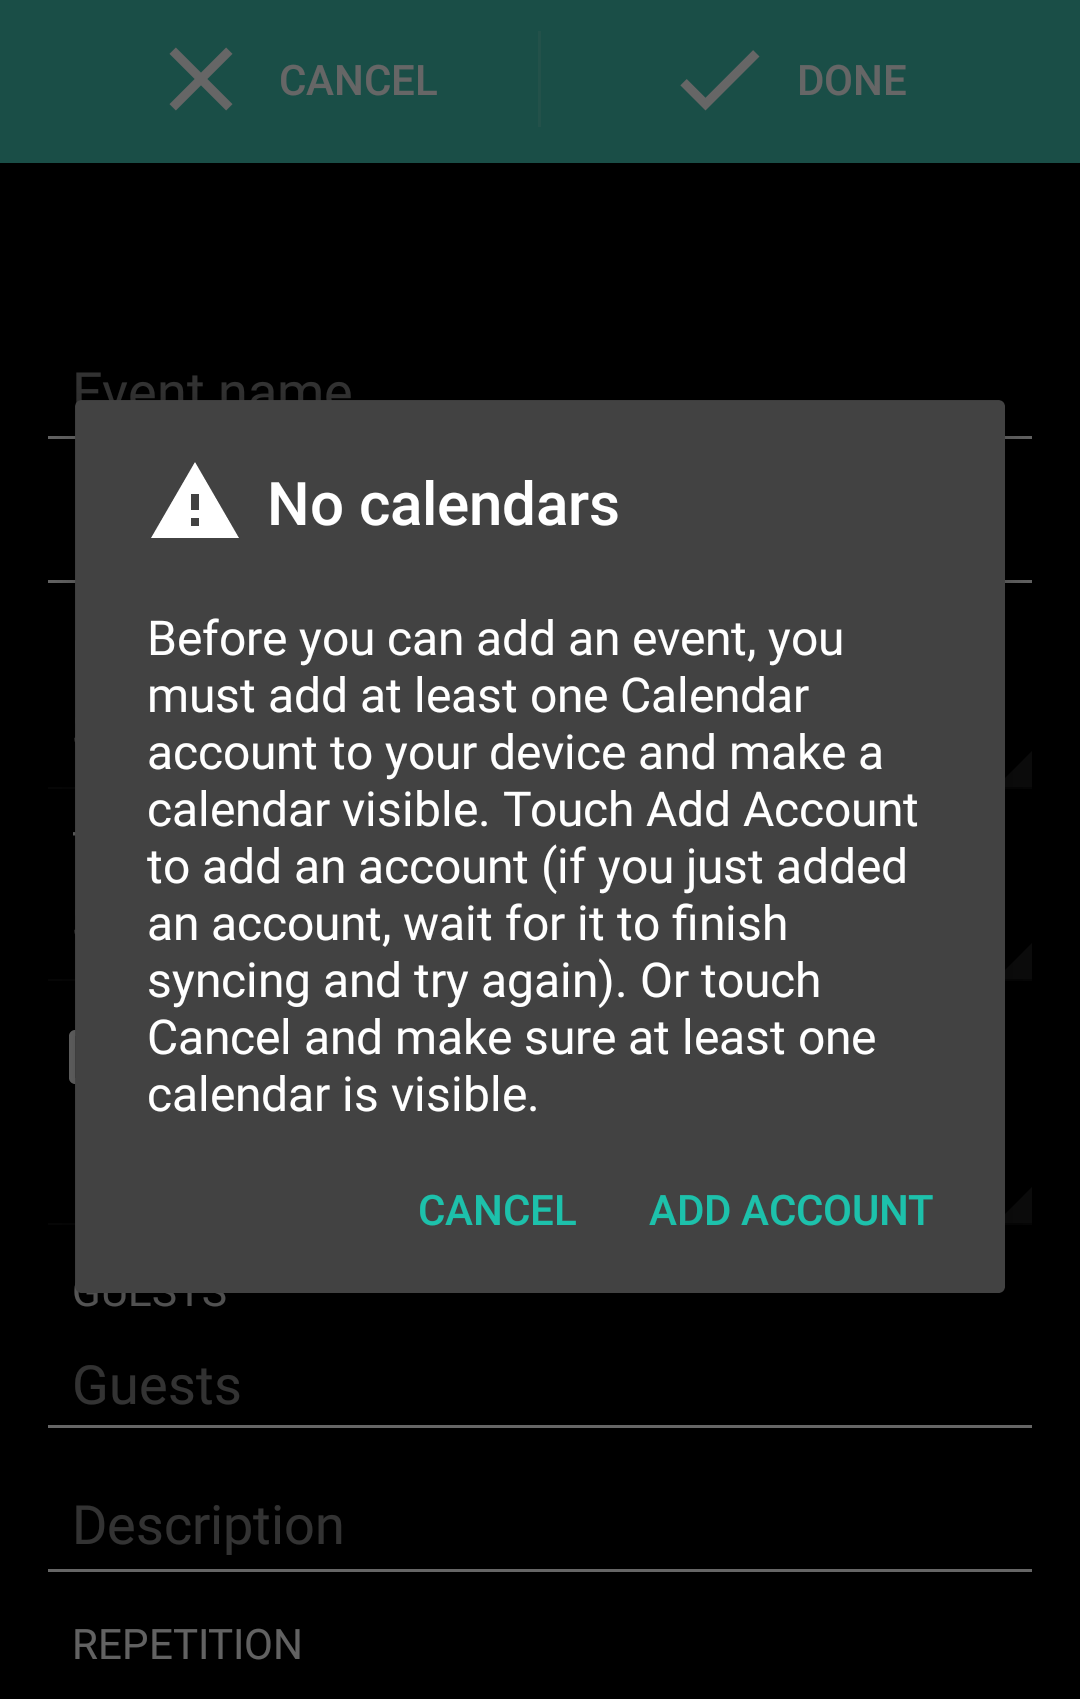 CANCEL DONE
Event name
No calendars
Before you can add an event, you
must add at least one Calendar
account to your device and make a
calendar visible. Touch Add Account
to add an account (if you just added
an account, wait for it to finish
syncing and try again). Or touch
Cancel and make sure at least one
calendar is visible.
CANCEL ADD ACCOUNT
GUESTS
Guests
Description
REPETITION